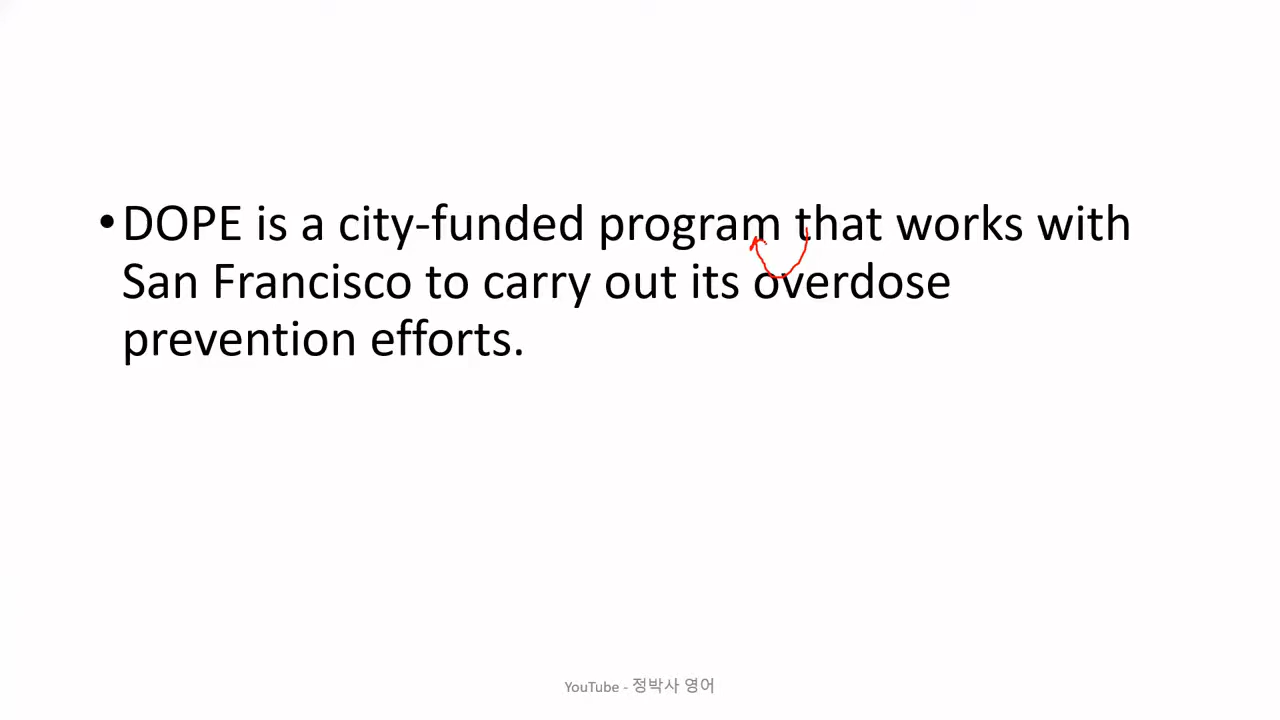 •DOPE is a city-funded program that works with
San Francisco to carry out its overdose
prevention efforts.
YouTube - 정박사 영어